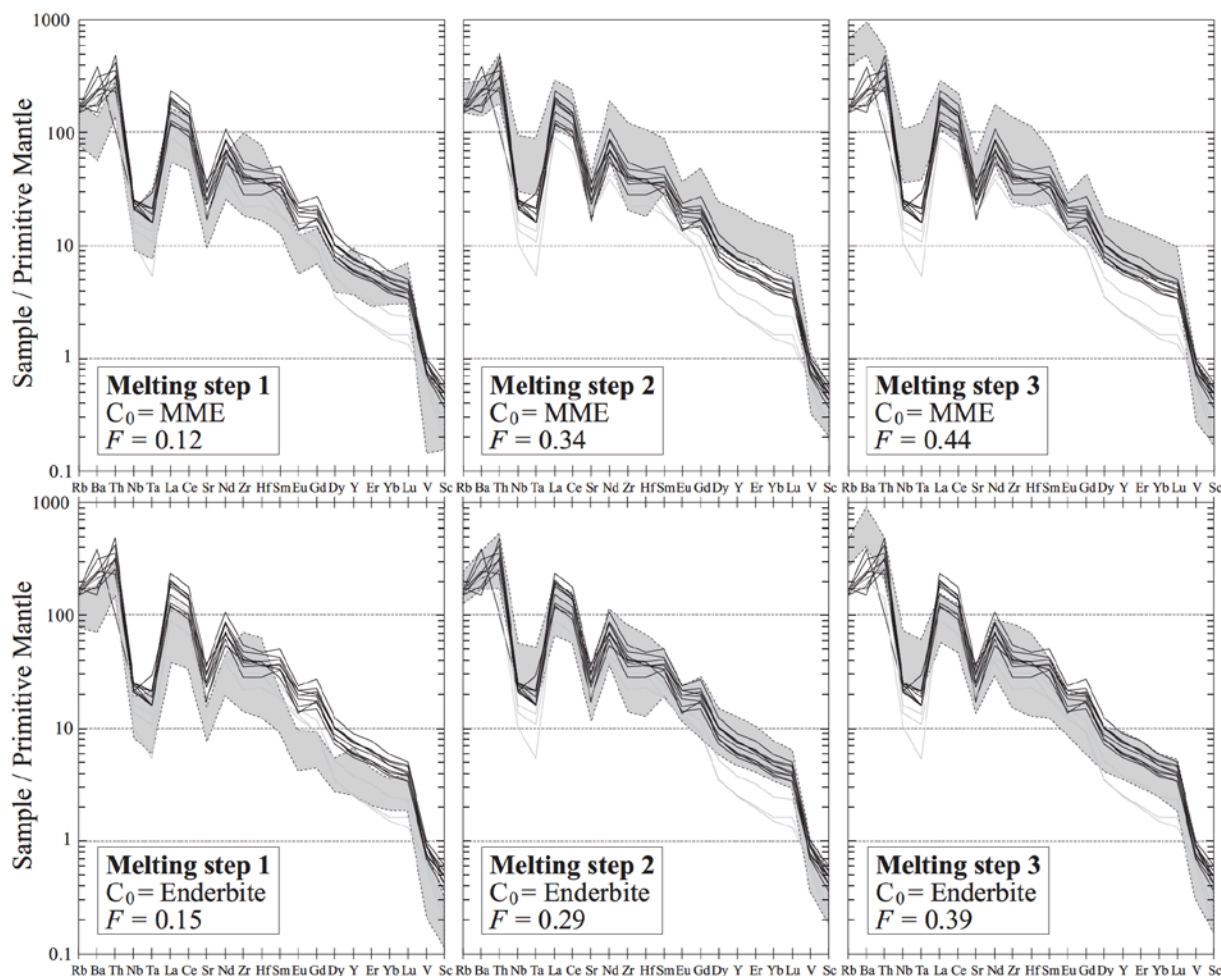 1000
100
10
1
0.1
Sample / Primitive Mantle
Melting step 1
C₀= MME
F = 0.12
Melting step 2
C₀= MME
F = 0.34
Melting step 3
C₀= MME
F = 0.44
Rb Ba Th Nb Ta La Ce Sr Nd Zr Hf Sm Eu Gd Dy Y Er Yb Lu V Sc
Rb Ba Th Nb Ta La Ce Sr Nd Zr Hf Sm Eu Gd Dy Y Er Yb Lu V Sc
Rb Ba Th Nb Ta La Ce Sr Nd Zr Hf Sm Eu Gd Dy Y Er Yb Lu V Sc
1000
100
10
1
0.1
Sample / Primitive Mantle
Melting step 1
C₀= Enderbite
F = 0.15
Melting step 2
C₀= Enderbite
F = 0.29
Melting step 3
C₀= Enderbite
F = 0.39
Rb Ba Th Nb Ta La Ce Sr Nd Zr Hf Sm Eu Gd Dy Y Er Yb Lu V Sc
Rb Ba Th Nb Ta La Ce Sr Nd Zr Hf Sm Eu Gd Dy Y Er Yb Lu V Sc
Rb Ba Th Nb Ta La Ce Sr Nd Zr Hf Sm Eu Gd Dy Y Er Yb Lu V Sc